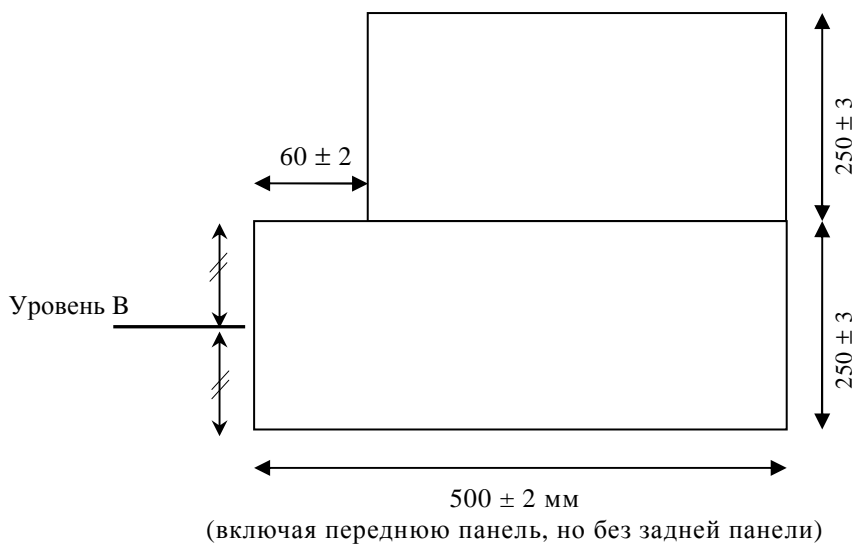 250 ± 3
60 ± 2
Уровень В
250 ± 3
500 ± 2 мм
(включая переднюю панель, но без задней панели)